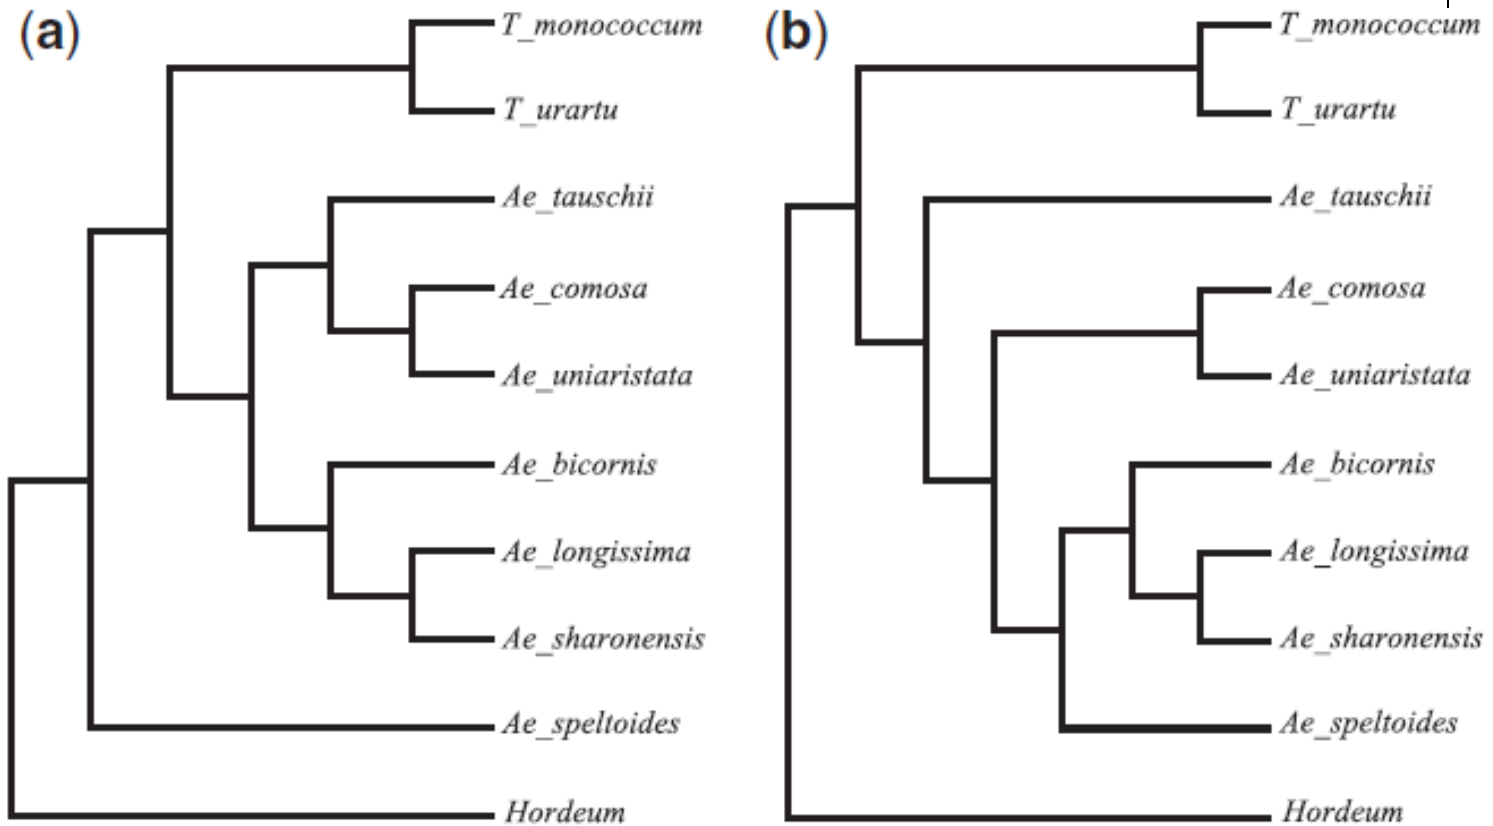 (a)
T_monococcum
T_urartu
Ae_tauschii
Ae_comosa
Ae_uniaristata
Ae_bicornis
Ae_longissima
Ae_sharonensis
Ae_speltoides
Hordeum
(b)
T_monococcum
T_urartu
Ae_tauschii
Ae_comosa
Ae_uniaristata
Ae_bicornis
Ae_longissima
Ae_sharonensis
Ae_speltoides
Hordeum